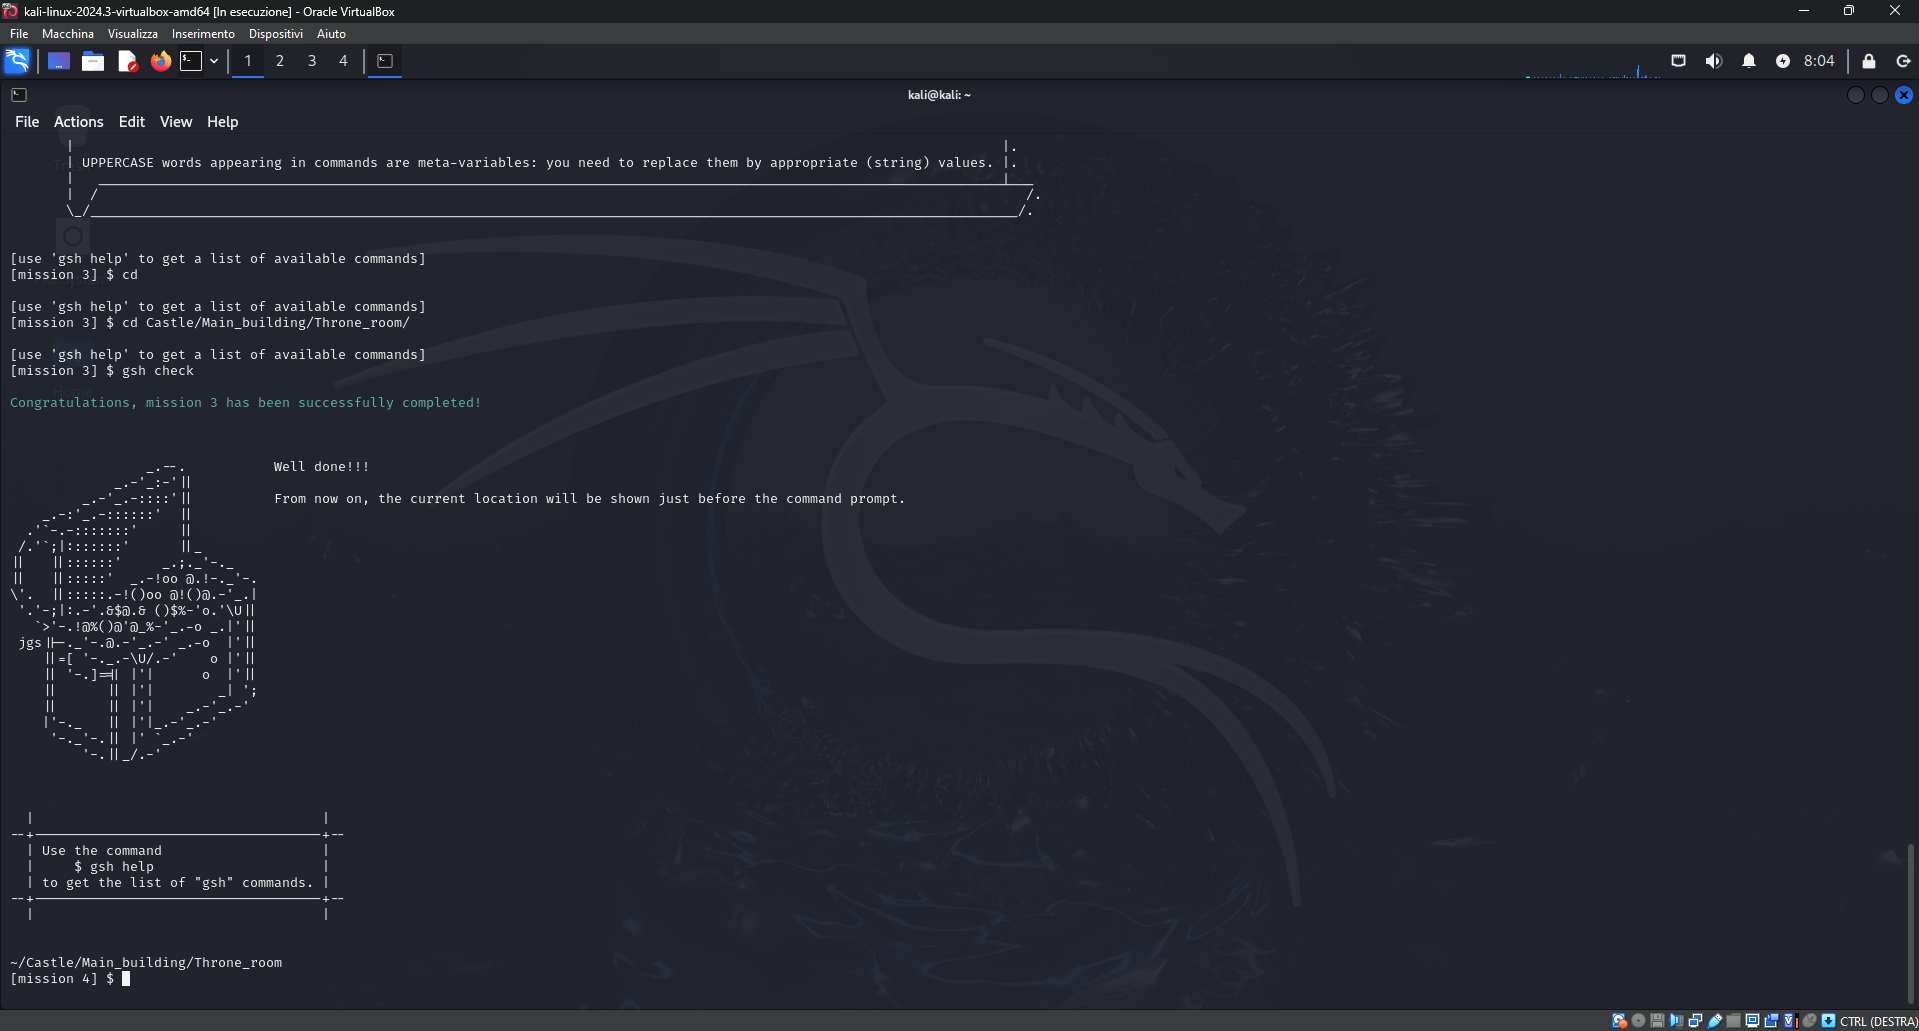 kali-linux-2024.3-virtualbox-amd64 [In esecuzione] - Oracle VirtualBox
File Macchina Visualizza Inserimento Dispositivi Aiuto
1 2 3 4 8:04
kali@kali: ~
File Actions Edit View Help
UPPERCASE words appearing in commands are meta-variables: you need to replace them by appropriate (string) values.
[use 'gsh help' to get a list of available commands]
[mission 3] $ cd
[use 'gsh help' to get a list of available commands]
[mission 3] $ cd Castle/Main_building/Throne_room/
[use 'gsh help' to get a list of available commands]
[mission 3] $ gsh check
Home
Congratulations, mission 3 has been successfully completed!
Well done!!!
From now on, the current location will be shown just before the command prompt.
jgs
Use the command
$ gsh help
to get the list of "gsh" commands.
~/Castle/Main_building/Throne_room
[mission 4] $
CTRL (DESTRA)